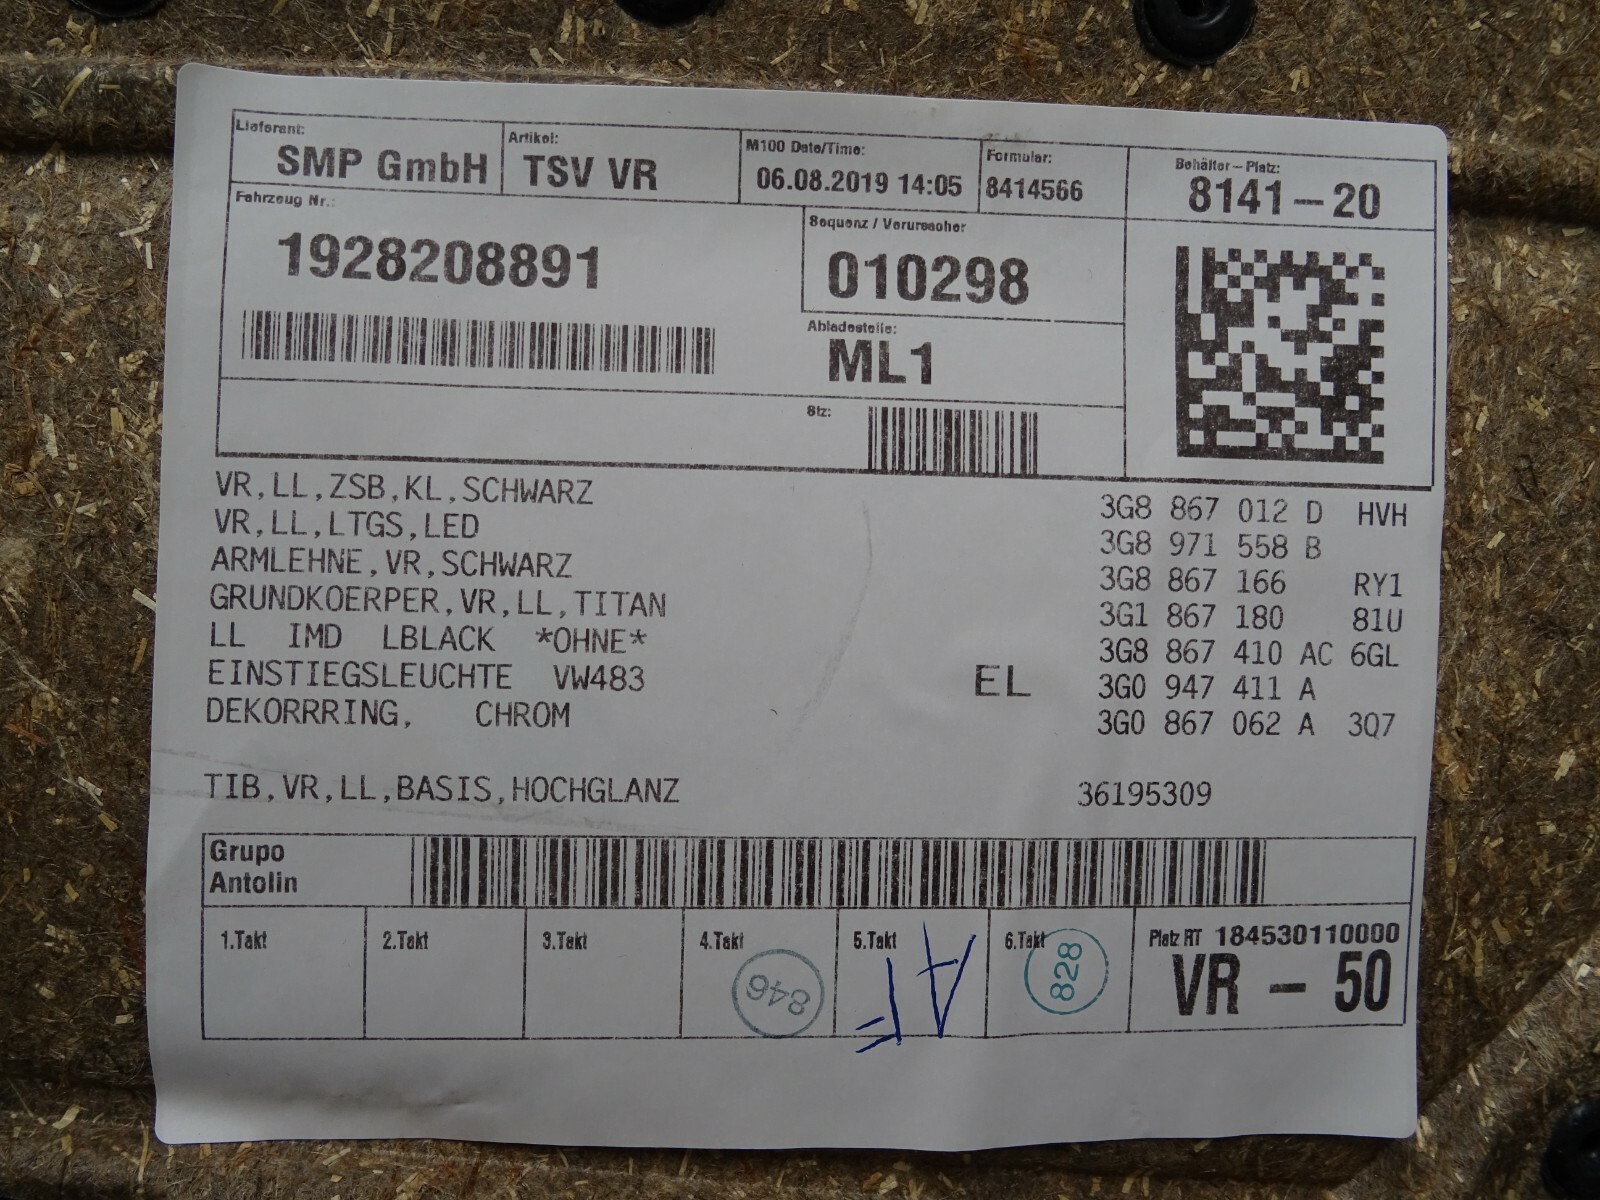 Lieferant:
SMP GmbH
Artikel:
TSV VR
M100 Date/Time:
06.08.2019 14:05
Formular:
8414566
Behälter-Platz:
8141-20
Fahrzeug Nr.:
1928208891
Sequenz / Verursacher
010298
Abladestelle:
ML1
Stz:
VR,LL,ZSB,KL,SCHWARZ 3G8 867 012 D HVH
VR,LL,LTGS,LED 3G8 971 558 B
ARMLEHNE,VR,SCHWARZ 3G8 867 166 RY1
GRUNDKOERPER,VR,LL,TITAN 3G1 867 180 81U
LL IMD LBLACK *OHNE* 3G8 867 410 AC 6GL
EINSTIEGSLEUCHTE VW483 EL 3G0 947 411 A
DEKORRRING, CHROM 3G0 867 062 A 3Q7
TIB,VR,LL,BASIS,HOCHGLANZ 36195309
Grupo
Antolin
1.Takt
2.Takt
3.Takt
4.Takt
846
5.Takt
AF
6.Takt
828
Platz RT 184530110000
VR - 50